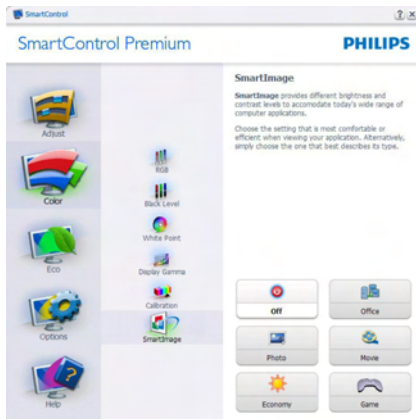 SmartControl
SmartControl Premium
PHILIPS
Adjust
Color
Eco
Options
Help
RGB
Black Level
White Point
Display Gamma
Calibration
SmartImage
SmartImage
SmartImage provides different brightness and
contrast levels to accomodate today's wide range of
computer applications.
Choose the setting that is most comfortable or
efficient when viewing your application. Alternatively,
simply choose the one that best describes its type.
Off
Office
Photo
Movie
Economy
Game